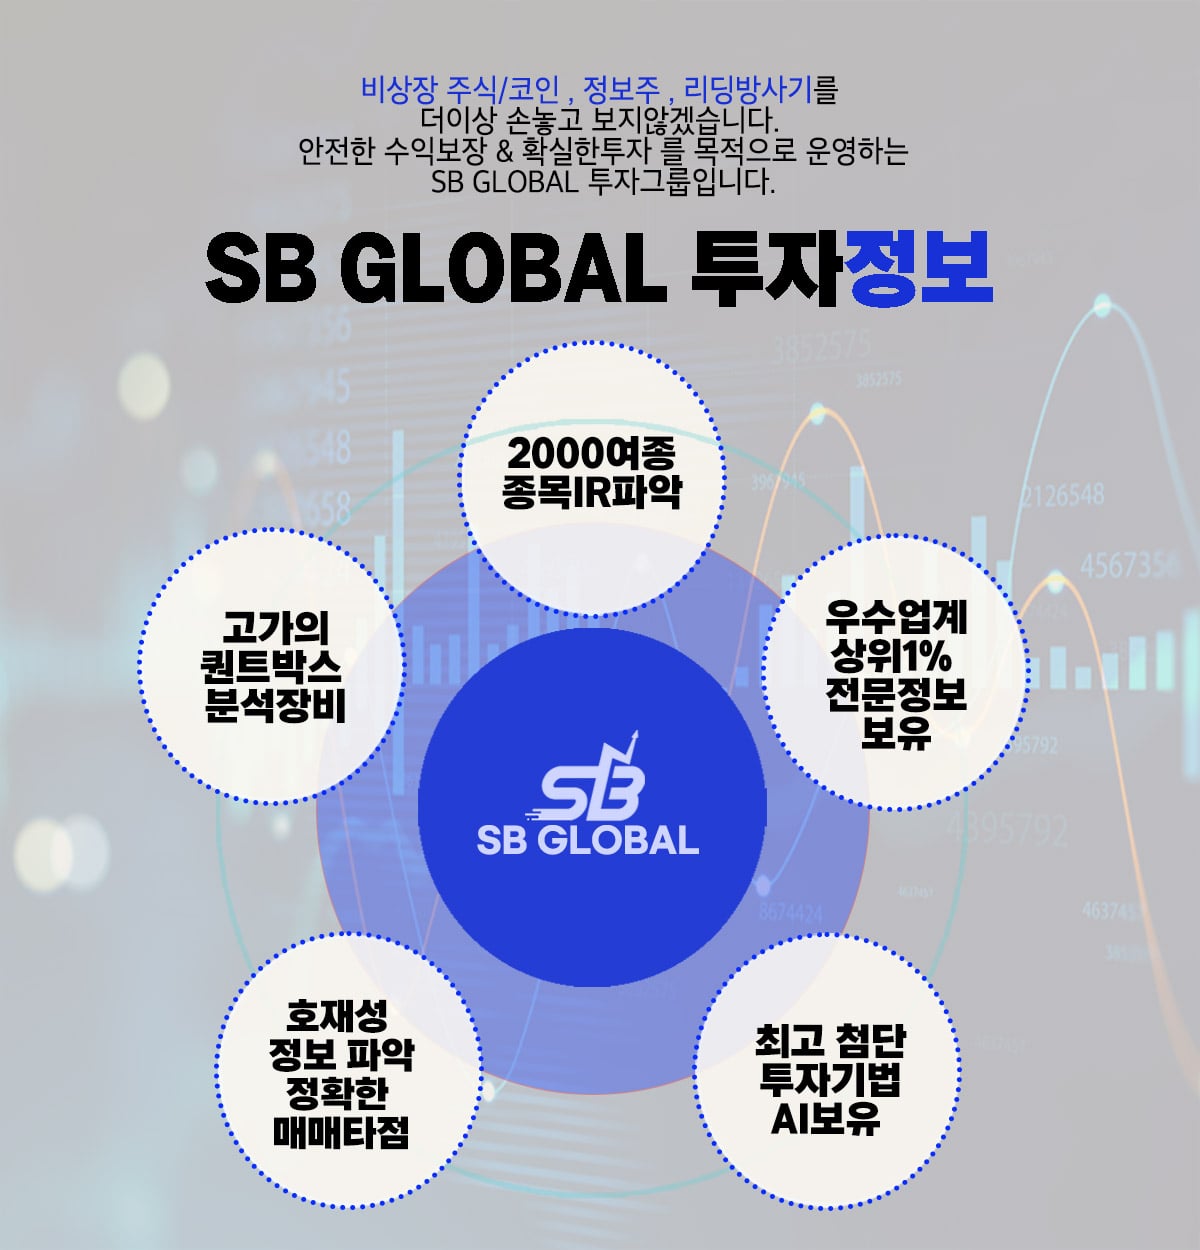 비상장 주식/코인 , 정보주 , 리딩방사기를
더이상 손놓고 보지않겠습니다.
안전한 수익보장 & 확실한투자 를 목적으로 운영하는
SB GLOBAL 투자그룹입니다.
SB GLOBAL 투자정보
2000여종
종목IR파악
고가의
퀀트박스
분석장비
우수업계
상위1%
전문정보
보유
SB
SB GLOBAL
호재성
정보 파악
정확한
매매타점
최고 첨단
투자기법
AI보유
3852575
3852575
2126548
8674424
4395792